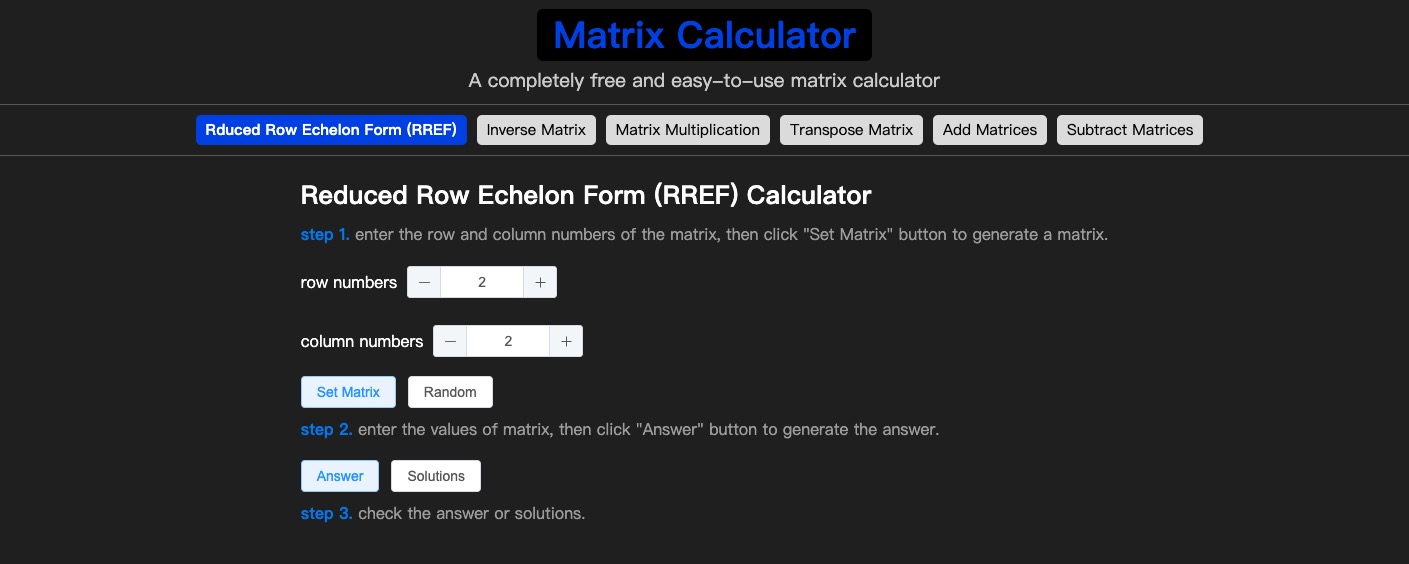 Matrix Calculator
A completely free and easy-to-use matrix calculator
Rduced Row Echelon Form (RREF) Inverse Matrix Matrix Multiplication Transpose Matrix Add Matrices Subtract Matrices
Reduced Row Echelon Form (RREF) Calculator
step 1. enter the row and column numbers of the matrix, then click "Set Matrix" button to generate a matrix.
row numbers − 2 +
column numbers − 2 +
Set Matrix Random
step 2. enter the values of matrix, then click "Answer" button to generate the answer.
Answer Solutions
step 3. check the answer or solutions.